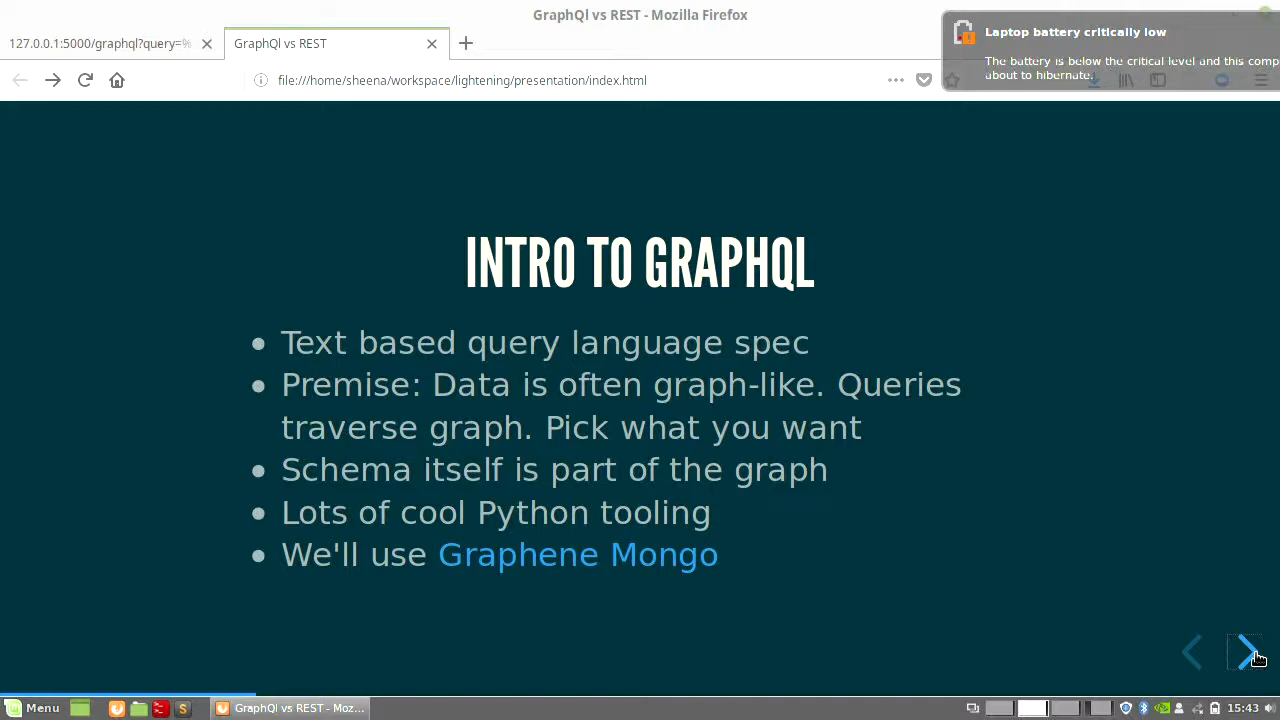 GraphQl vs REST - Mozilla Firefox
127.0.0.1:5000/graphql?query=%
GraphQl vs REST
Laptop battery critically low
The battery is below the critical level and this comp
about to hibernate.
file:///home/sheena/workspace/lightening/presentation/index.html
INTRO TO GRAPHQL
Text based query language spec
Premise: Data is often graph-like. Queries
traverse graph. Pick what you want
Schema itself is part of the graph
Lots of cool Python tooling
We'll use Graphene Mongo
Menu
GraphQl vs REST - Moz...
15:43